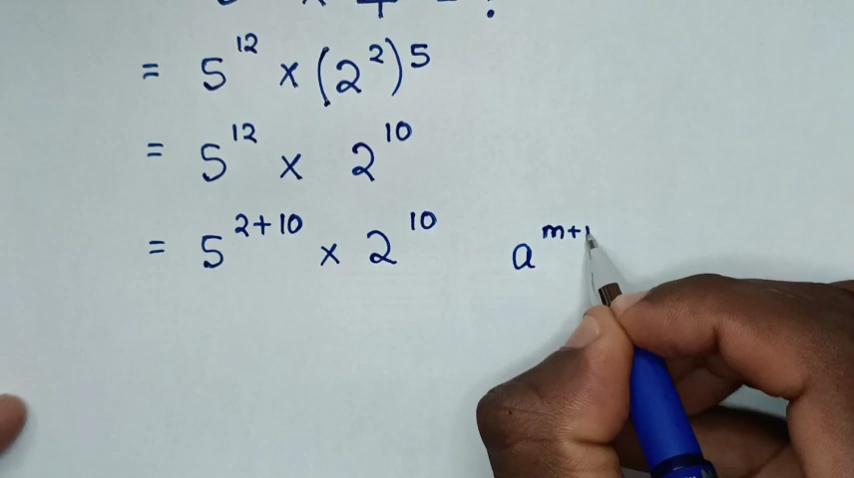 = 5^12 × (2^2)^5
= 5^12 × 2^10
= 5^(2+10) × 2^10 a^(m+